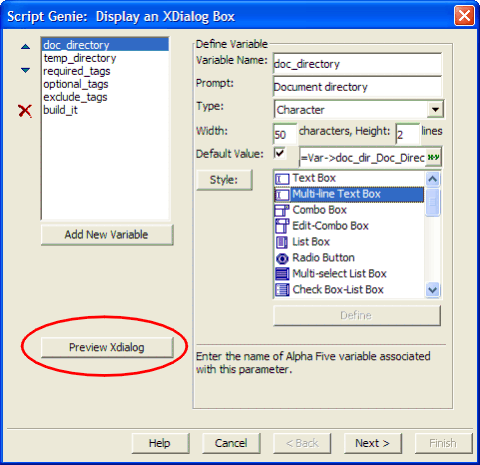 Script Genie: Display an XDialog Box
doc_directory
temp_directory
required_tags
optional_tags
exclude_tags
build_it
Add New Variable
Preview Xdialog
Define Variable
Variable Name: doc_directory
Prompt: Document directory
Type: Character
Width: 50 characters, Height: 2 lines
Default Value: =Var->doc_dir_Doc_Direc
Style:
Text Box
Multi-line Text Box
Combo Box
Edit-Combo Box
List Box
Radio Button
Multi-select List Box
Check Box-List Box
Define
Enter the name of Alpha Five variable associated
with this parameter.
Help Cancel < Back Next > Finish